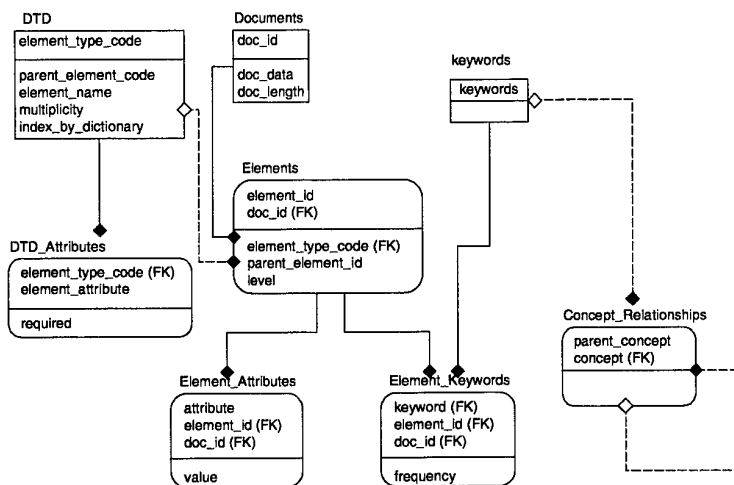 DTD
element_type_code
parent_element_code
element_name
multiplicity
index_by_dictionary
Documents
doc_id
doc_data
doc_length
keywords
keywords
Elements
element_id
doc_id (FK)
element_type_code (FK)
parent_element_id
level
DTD_Attributes
element_type_code (FK)
element_attribute
required
Concept_Relationships
parent_concept
concept (FK)
Element_Attributes
attribute
element_id (FK)
doc_id (FK)
value
Element_Keywords
keyword (FK)
element_id (FK)
doc_id (FK)
frequency